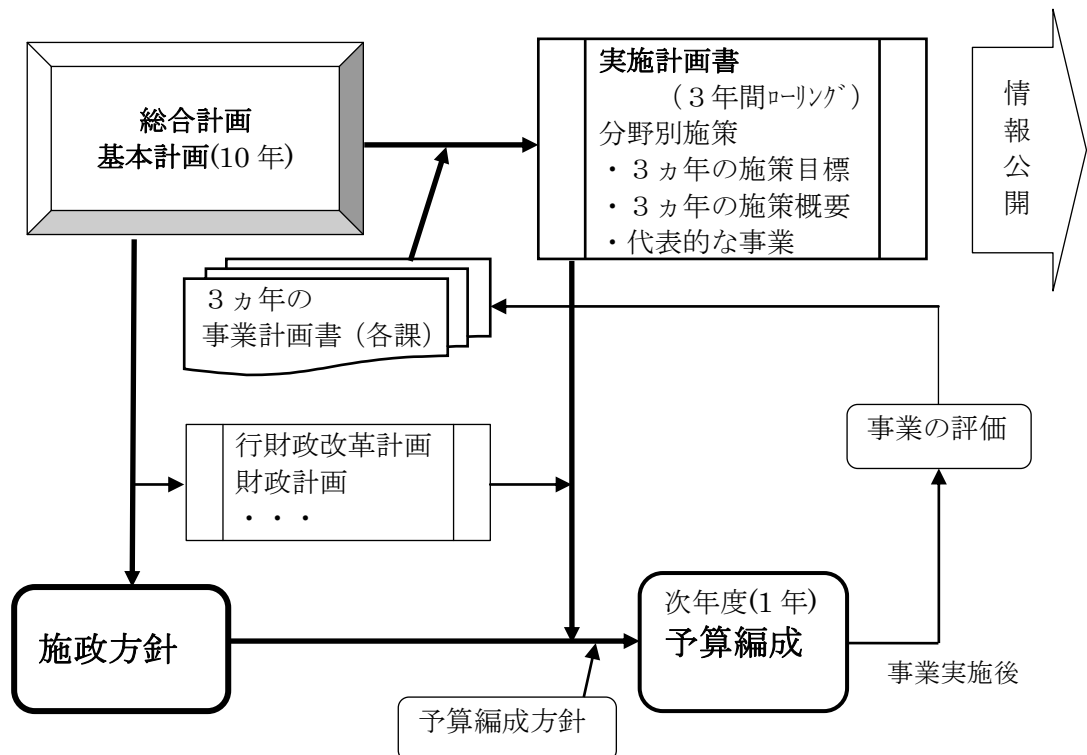 総合計画
基本計画(10 年)
実施計画書
（３年間ﾛｰﾘﾝｸﾞ）
分野別施策
・３ヵ年の施策目標
・３ヵ年の施策概要
・代表的な事業
情報公開
３ヵ年の
事業計画書（各課）
行財政改革計画
財政計画
・・・
事業の評価
施政方針
次年度(1 年)
予算編成
事業実施後
予算編成方針